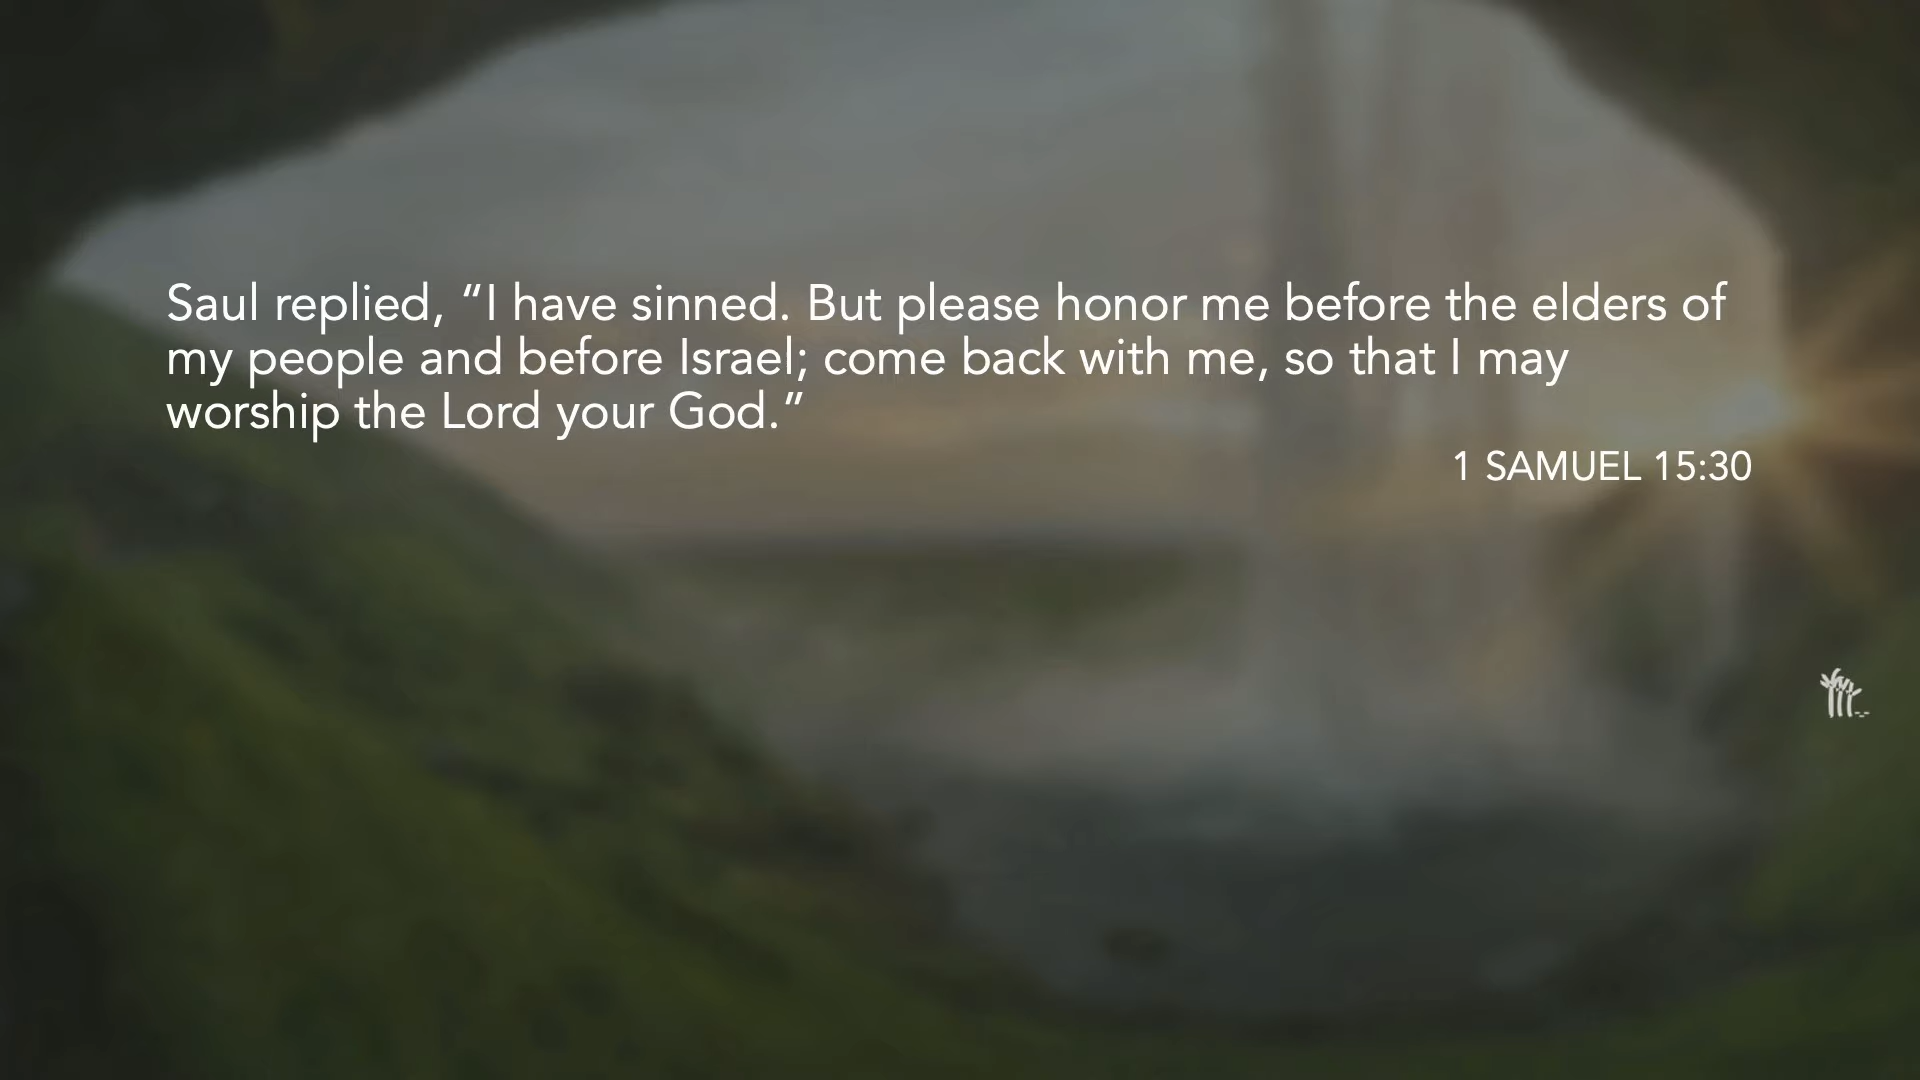 Saul replied, “I have sinned. But please honor me before the elders of
my people and before Israel; come back with me, so that I may
worship the Lord your God.”
1 SAMUEL 15:30